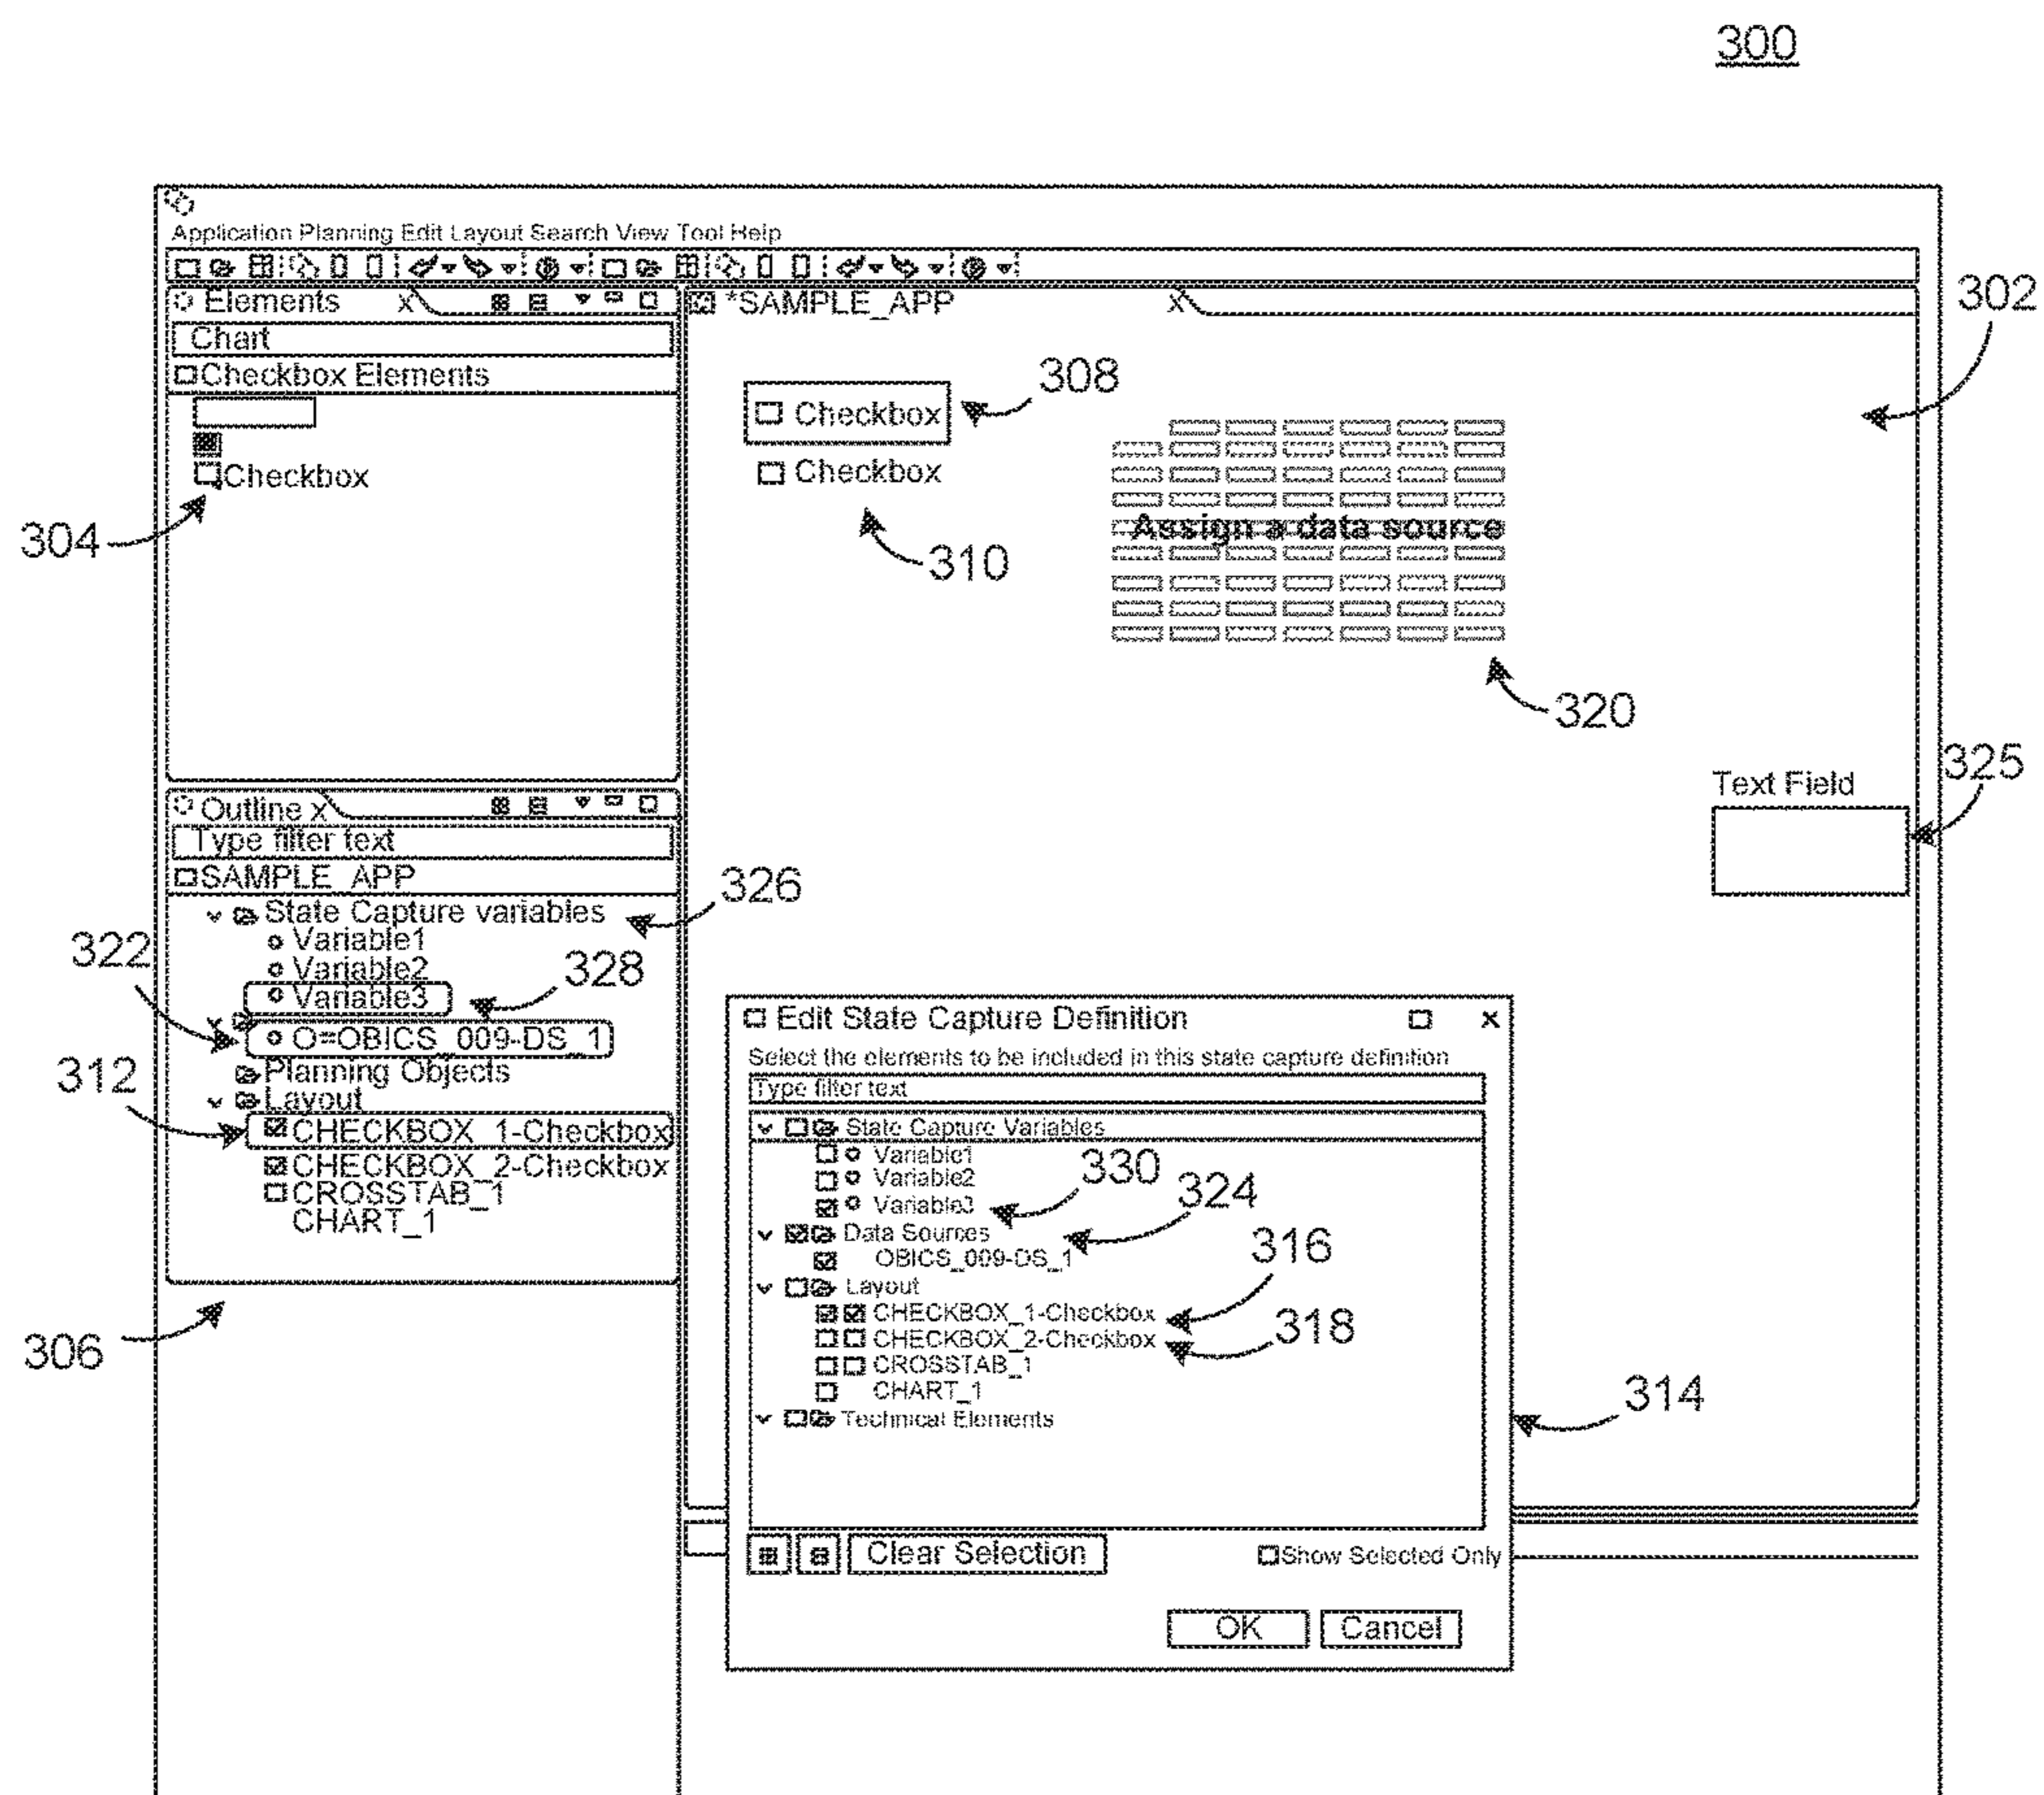 300
Application Planning Edit Layout Search View Tool Help
Elements x
*SAMPLE_APP x
302
Chart
Checkbox Elements
308
Checkbox
Checkbox
Checkbox
304
310
Assign a data source
320
325
Text Field
Outline x
Type filter text
SAMPLE_APP
326
State Capture variables
Variable1
322
Variable2
328
Variable3
O=OBICS_009-DS_1
312
Planning Objects
Layout
CHECKBOX_1-Checkbox
CHECKBOX_2-Checkbox
CROSSTAB_1
CHART_1
306
Edit State Capture Definition x
Select the elements to be included in this state capture definition
Type filter text
State Capture Variables
Variable1
330
Variable2
324
Variable3
Data Sources
316
OBICS_009-DS_1
Layout
CHECKBOX_1-Checkbox
318
CHECKBOX_2-Checkbox
CROSSTAB_1
CHART_1
314
Technical Elements
Clear Selection
Show Selected Only
OK Cancel